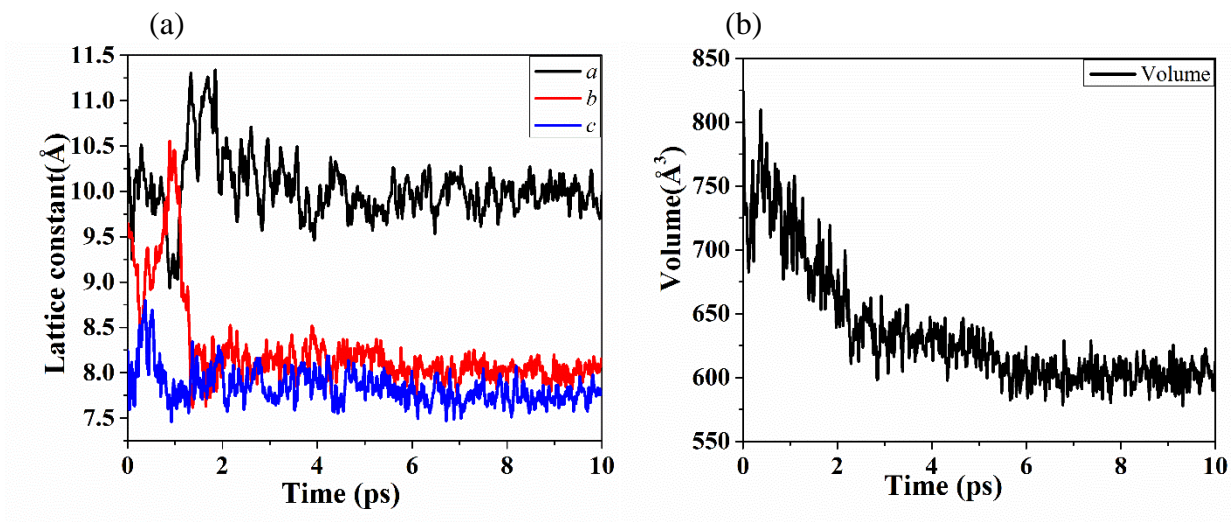 (a)
(b)
11.5
11.0
10.5
10.0
9.5
9.0
8.5
8.0
7.5
Lattice constant(Å)
a
b
c
0
2
4
6
8
10
Time (ps)
850
800
750
700
650
600
550
Volume(Å³)
Volume
0
2
4
6
8
10
Time (ps)